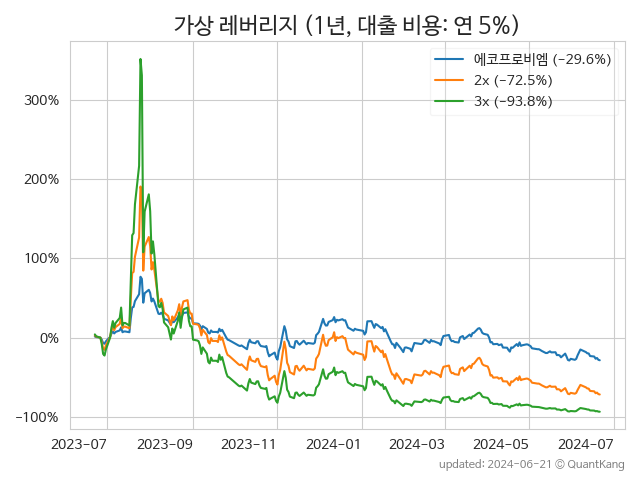 가상 레버리지 (1년, 대출 비용: 연 5%)
에코프로비엠 (−29.6%)
2x (−72.5%)
3x (−93.8%)
300%
200%
100%
0%
−100%
2023-07 2023-09 2023-11 2024-01 2024-03 2024-05 2024-07
updated: 2024-06-21 © QuantKang